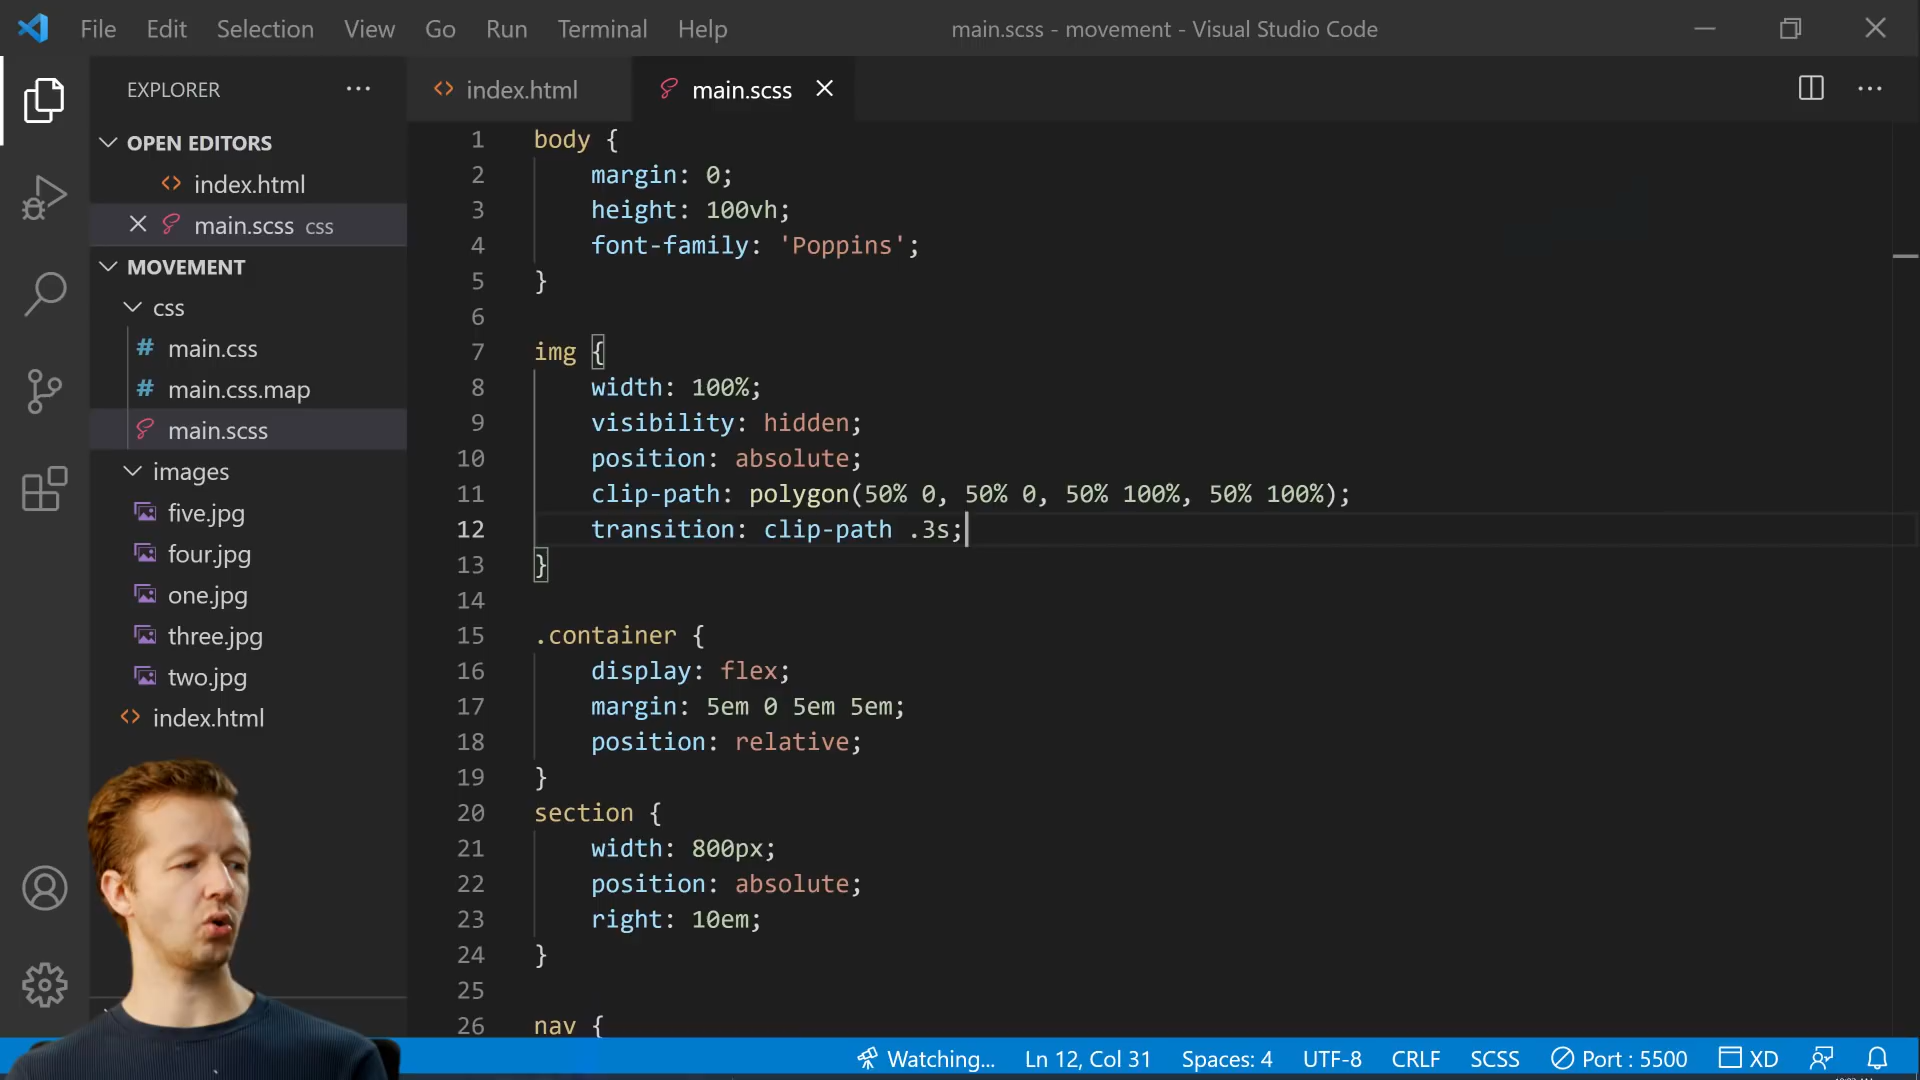 File Edit Selection View Go Run Terminal Help main.scss - movement - Visual Studio Code
EXPLORER
OPEN EDITORS
index.html
main.scss css
MOVEMENT
css
main.css
main.css.map
main.scss
images
five.jpg
four.jpg
one.jpg
three.jpg
two.jpg
index.html
index.html main.scss
1 body {
2 margin: 0;
3 height: 100vh;
4 font-family: 'Poppins';
5 }
6
7 img {
8 width: 100%;
9 visibility: hidden;
10 position: absolute;
11 clip-path: polygon(50% 0, 50% 0, 50% 100%, 50% 100%);
12 transition: clip-path .3s;
13 }
14
15 .container {
16 display: flex;
17 margin: 5em 0 5em 5em;
18 position: relative;
19 }
20 section {
21 width: 800px;
22 position: absolute;
23 right: 10em;
24 }
25
26 nav {
Watching... Ln 12, Col 31 Spaces: 4 UTF-8 CRLF SCSS Port : 5500 XD